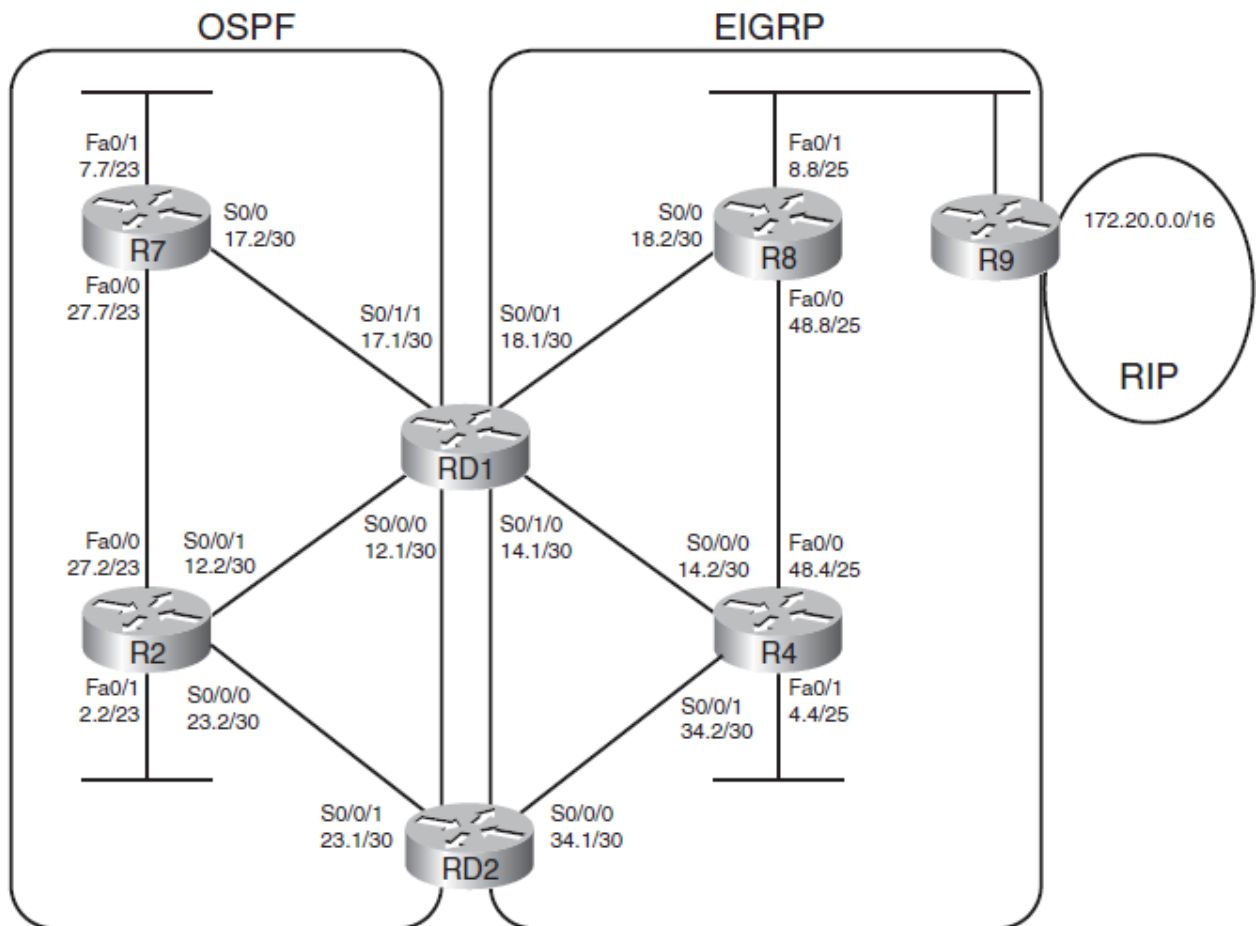 OSPF
EIGRP
Fa0/1
7.7/23
S0/0
17.2/30
R7
Fa0/0
27.7/23
S0/1/1
17.1/30
Fa0/1
8.8/25
S0/0
18.2/30
R8
Fa0/0
48.8/25
S0/0/1
18.1/30
R9
172.20.0.0/16
RIP
RD1
Fa0/0
27.2/23
S0/0/1
12.2/30
S0/0/0
12.1/30
S0/1/0
14.1/30
S0/0/0
14.2/30
Fa0/0
48.4/25
R2
Fa0/1
2.2/23
S0/0/0
23.2/30
R4
S0/0/1
34.2/30
Fa0/1
4.4/25
S0/0/1
23.1/30
S0/0/0
34.1/30
RD2